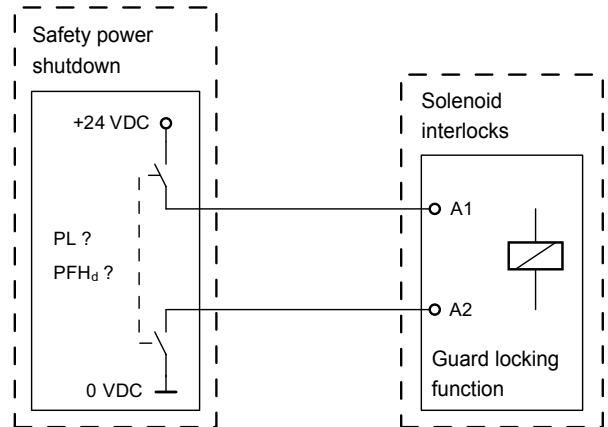 Safety power
shutdown
+24 VDC
PL ?
PFHd ?
0 VDC
Solenoid
interlocks
A1
A2
Guard locking
function